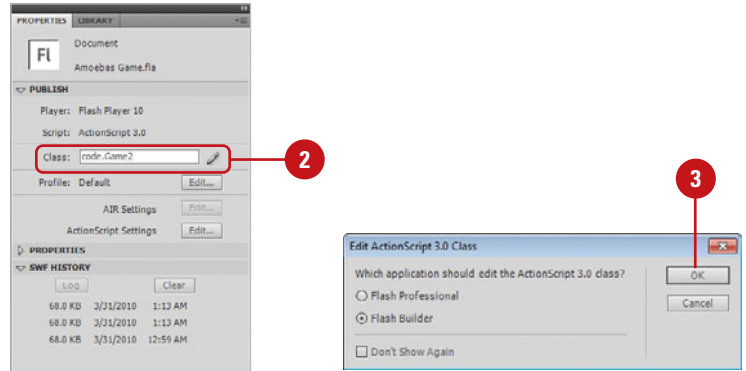 PROPERTIES LIBRARY
Fl
Document
Amoebas Game.fla
PUBLISH
Player: Flash Player 10
Script: ActionScript 3.0
Class: code.Game2
2
Profile: Default Edit...
AIR Settings Edit...
ActionScript Settings Edit...
PROPERTIES
SWF HISTORY
Log Clear
68.0 KB 3/31/2010 1:13 AM
68.0 KB 3/31/2010 1:13 AM
68.0 KB 3/31/2010 12:59 AM
3
Edit ActionScript 3.0 Class
Which application should edit the ActionScript 3.0 class?
OK
Flash Professional
Cancel
Flash Builder
Don't Show Again